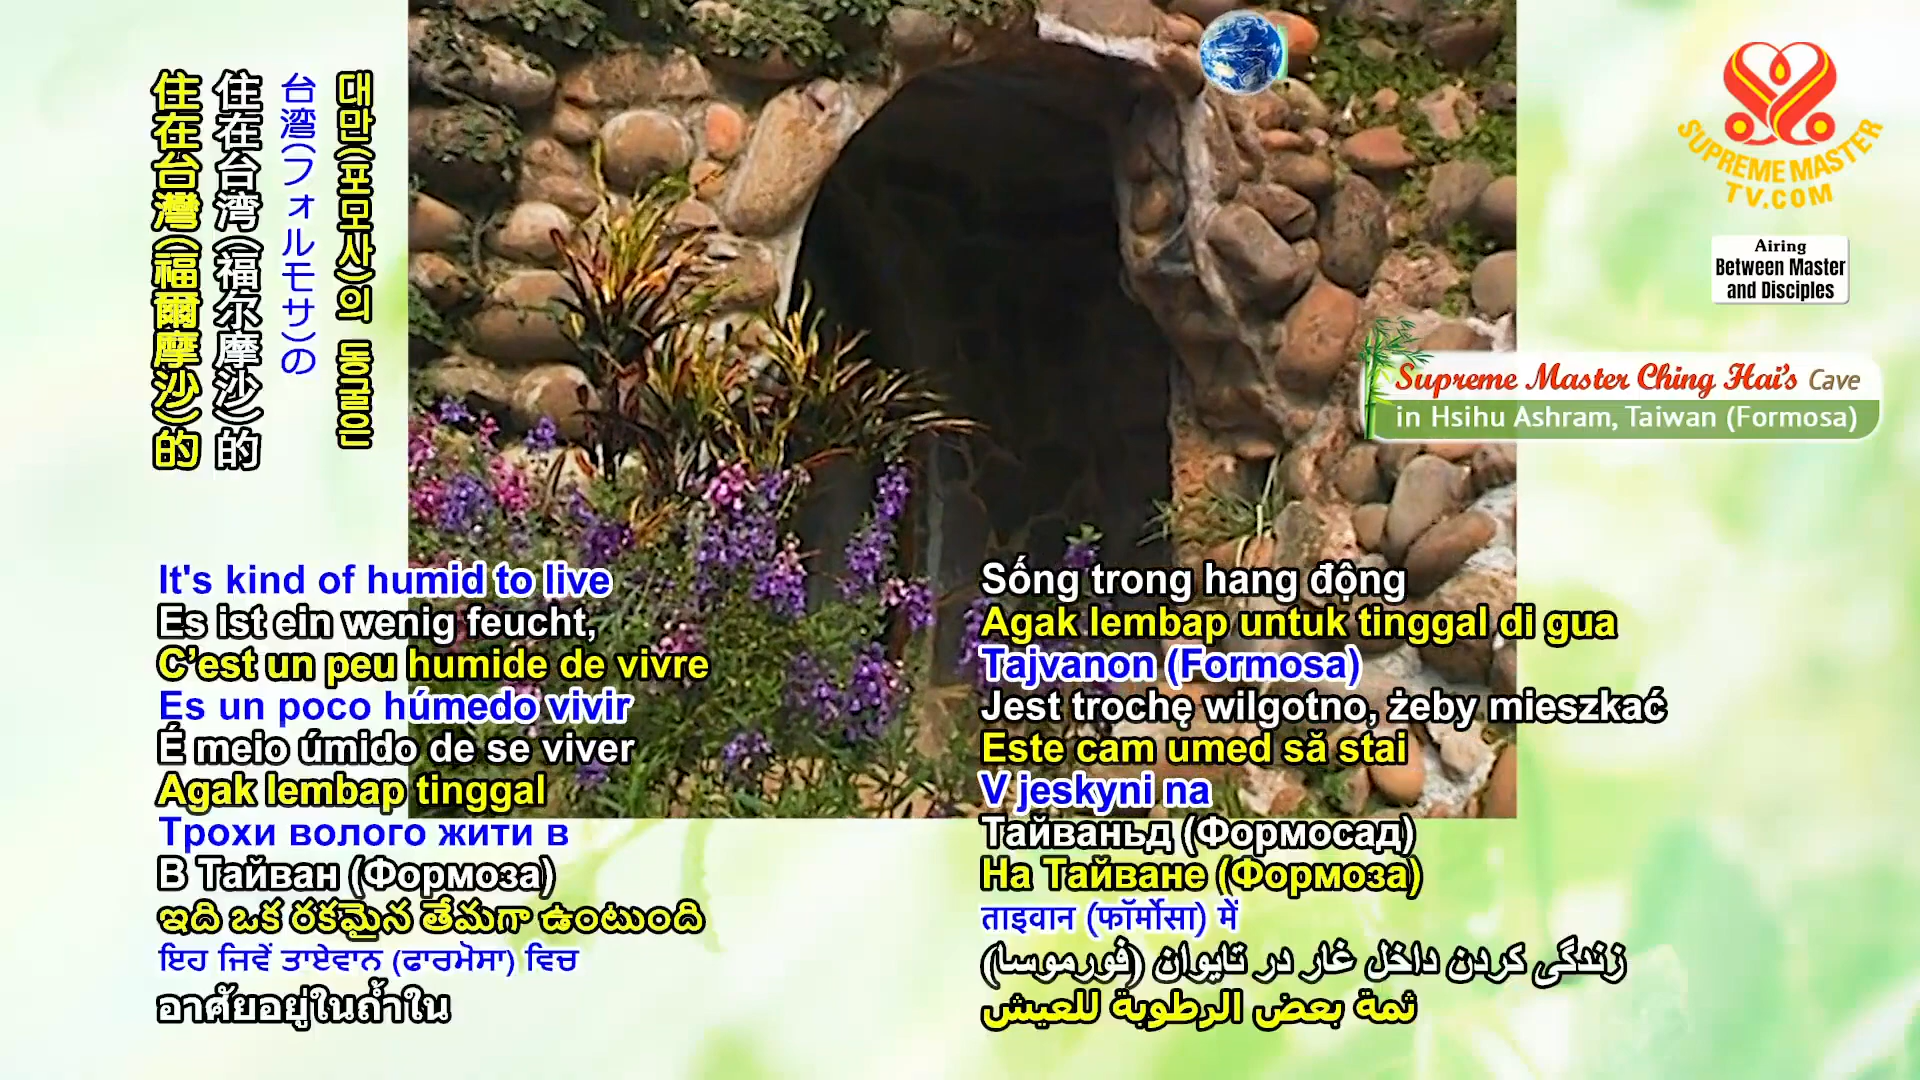 住在台灣(福爾摩沙)的
住在台湾(福尔摩沙)的
台湾(フォルモサ)の
대만(포모사)의 동굴은
SUPREME MASTER
TV.COM
Airing
Between Master
and Disciples
Supreme Master Ching Hai's Cave
in Hsihu Ashram, Taiwan (Formosa)
It's kind of humid to live
Es ist ein wenig feucht,
C’est un peu humide de vivre
Es un poco húmedo vivir
É meio úmido de se viver
Agak lembap tinggal
Трохи волого жити в
В Тайван (Формоза)
ఇది ఒక రకమైన తేమగా ఉంటుంది
ਇਹ ਜਿਵੇਂ ਤਾਏਵਾਨ (ਫਾਰਮੋਸਾ) ਵਿਚ
อาศัยอยู่ในถ้ำใน
Sống trong hang động
Agak lembap untuk tinggal di gua
Tajvanon (Formosa)
Jest trochę wilgotno, żeby mieszkać
Este cam umed să stai
V jeskyni na
Тайваньд (Формосад)
На Тайване (Формоза)
ताइवान (फॉर्मोसा) में
زندگی کردن داخل غار در تایوان (فورموسا)
ثمة بعض الرطوبة للعيش